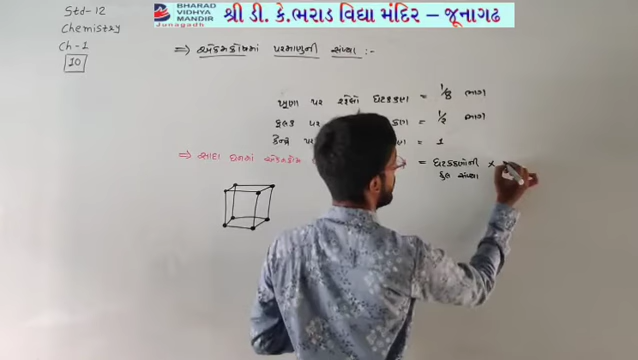 BHARAD
VIDHYA
MANDIR
Junagadh
શ્રી ડી. કે.ભરાડ વિદ્યા મંદિર – જૂનાગઢ
Std-12
Chemistry
Ch-1
10
⇒ એકમકોષમાં પરમાણુની સંખ્યા :-
ખૂણા પર રહેલો ઘટકકણ = 1/8 ભાગ
ફલક પર કણ = 1/2 ભાગ
કેન્દ્ર = 1
⇒ સાદા ઘનમાં એકમકોષ = ઘટકકણોની ×
કુલ સંખ્યા